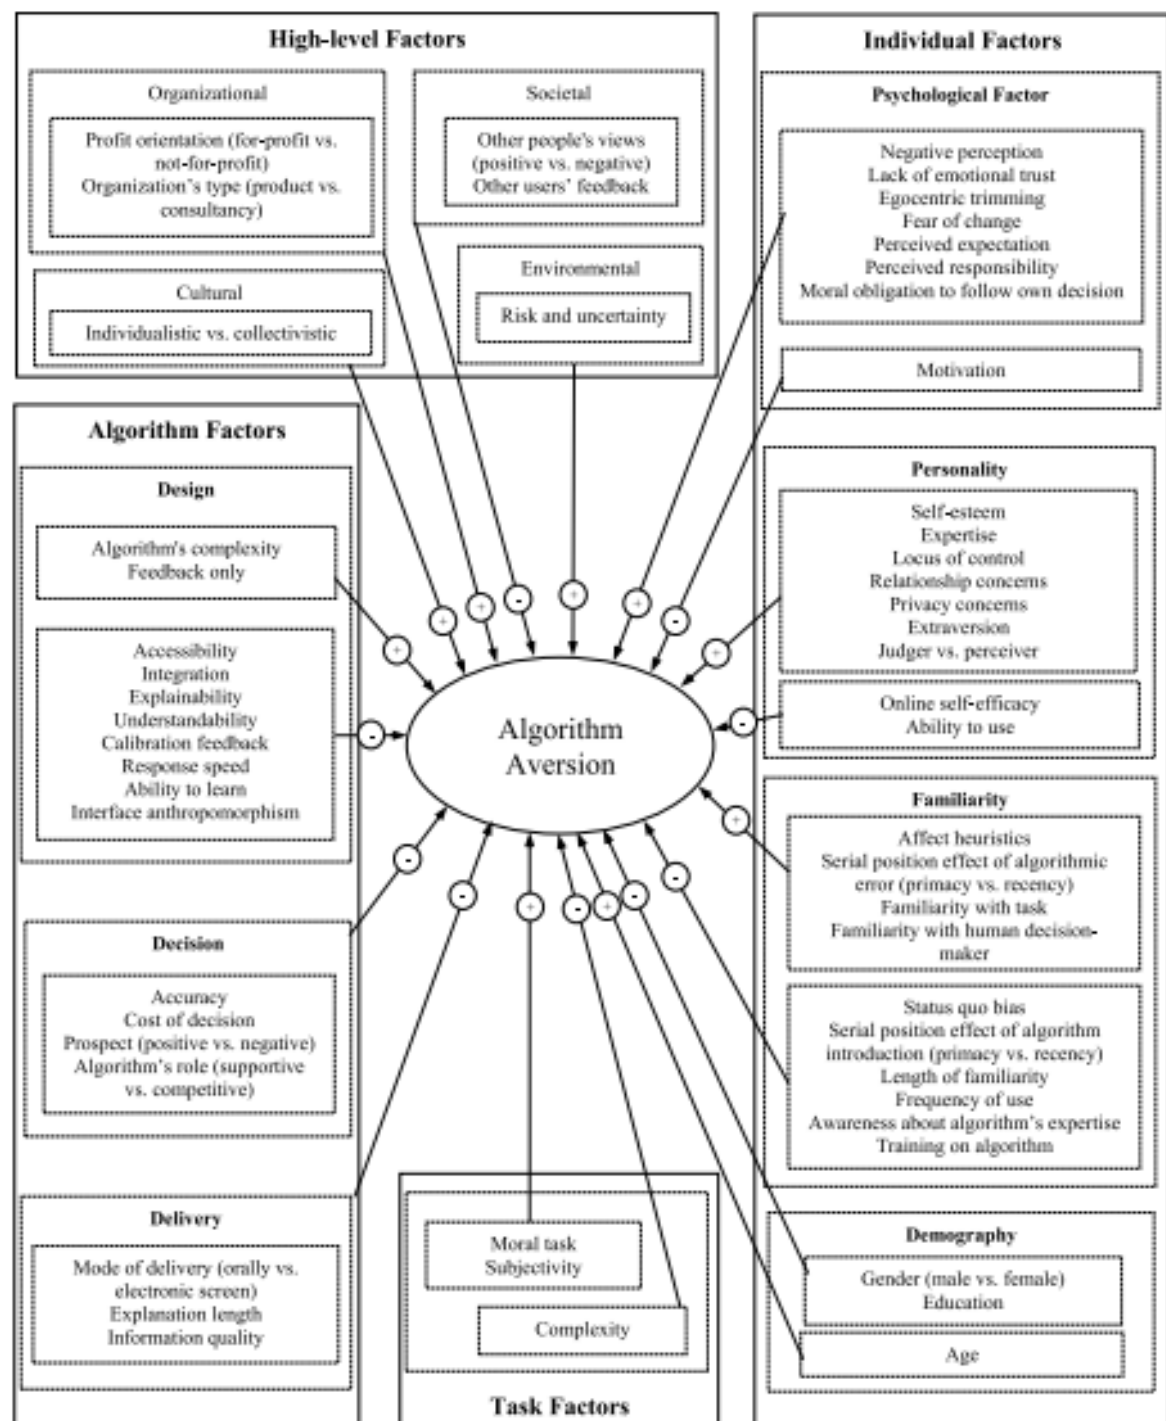 High-level Factors
Organizational
Profit orientation (for-profit vs.
not-for-profit)
Organization's type (product vs.
consultancy)
Societal
Other people's views
(positive vs. negative)
Other users' feedback
Cultural
Individualistic vs. collectivistic
Environmental
Risk and uncertainty
Individual Factors
Psychological Factor
Negative perception
Lack of emotional trust
Egocentric trimming
Fear of change
Perceived expectation
Perceived responsibility
Moral obligation to follow own decision
Motivation
Personality
Self-esteem
Expertise
Locus of control
Relationship concerns
Privacy concerns
Extraversion
Judger vs. perceiver
Online self-efficacy
Ability to use
Familiarity
Affect heuristics
Serial position effect of algorithmic
error (primacy vs. recency)
Familiarity with task
Familiarity with human decision-
maker
Status quo bias
Serial position effect of algorithm
introduction (primacy vs. recency)
Length of familiarity
Frequency of use
Awareness about algorithm's expertise
Training on algorithm
Demography
Gender (male vs. female)
Education
Age
Algorithm Factors
Design
Algorithm's complexity
Feedback only
Accessibility
Integration
Explainability
Understandability
Calibration feedback
Response speed
Ability to learn
Interface anthropomorphism
Decision
Accuracy
Cost of decision
Prospect (positive vs. negative)
Algorithm's role (supportive
vs. competitive)
Delivery
Mode of delivery (orally vs.
electronic screen)
Explanation length
Information quality
+
+
-
+
+
-
+
-
+
-
+
-
Algorithm
Aversion
-
-
+
-
+
-
-
Moral task
Subjectivity
Complexity
Task Factors